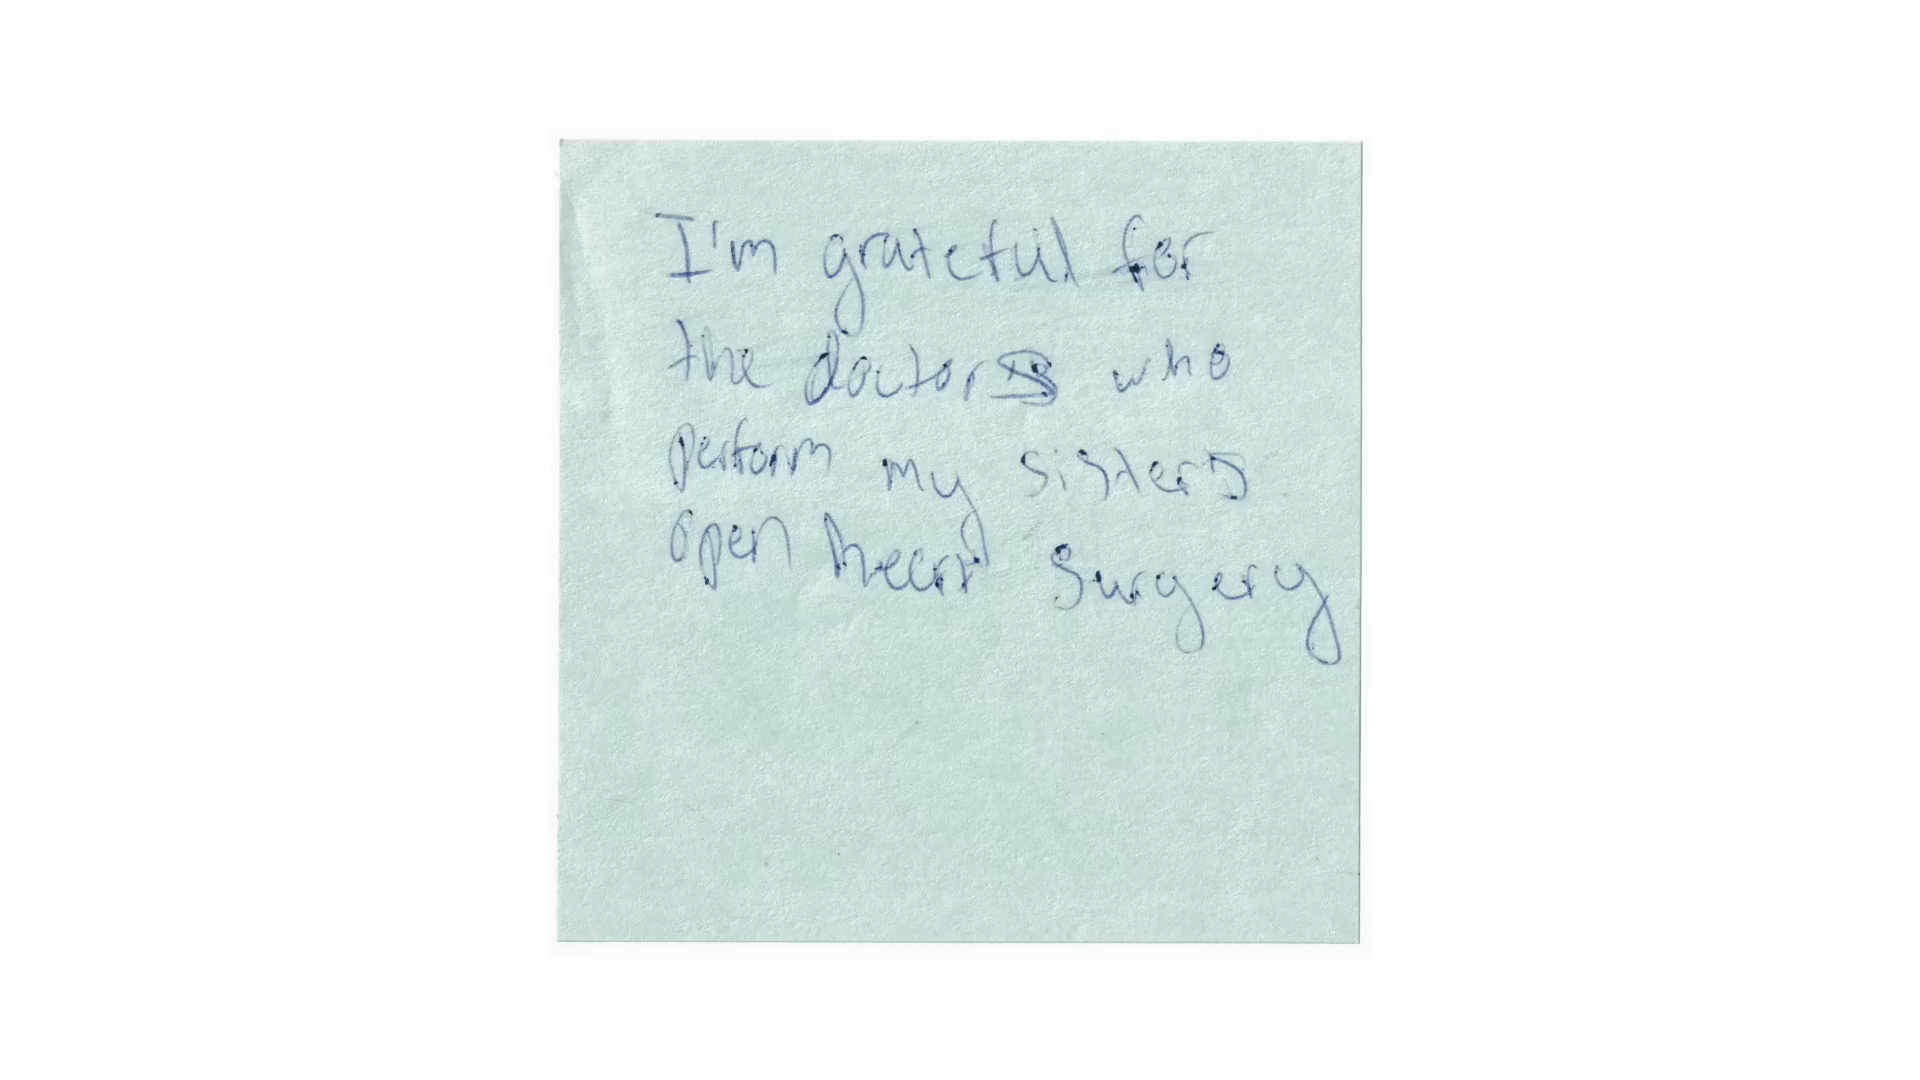 I'm grateful for
the doctors who
perform my sisters
open heart surgery